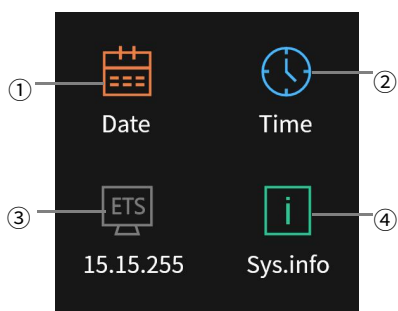 ① ②
Date Time
③ ETS ④
15.15.255 Sys.info